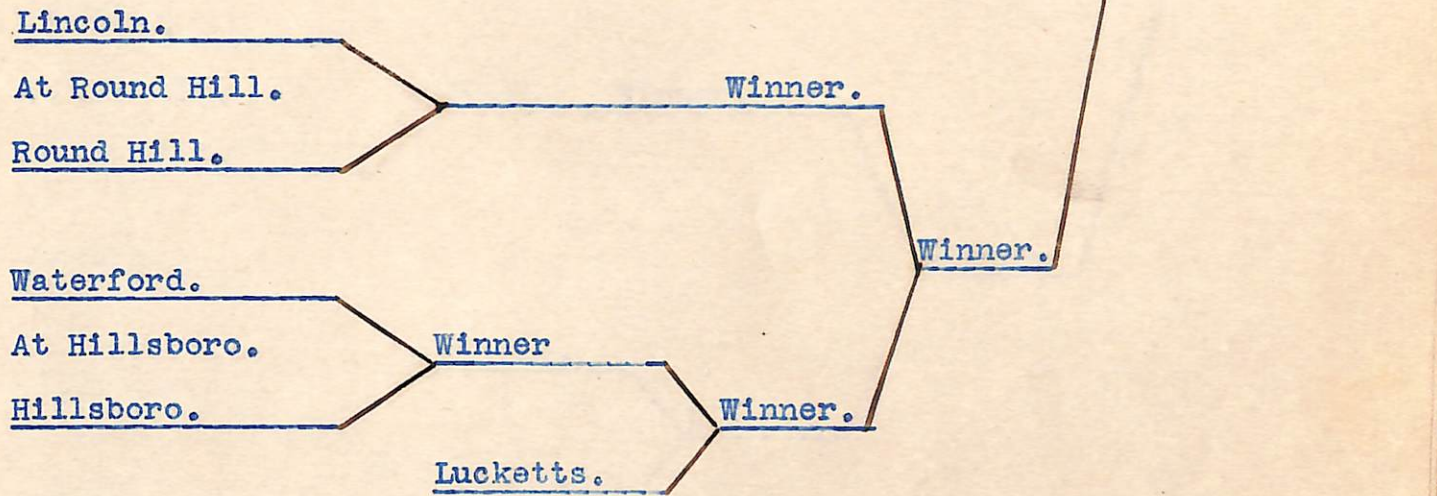 Lincoln.
At Round Hill.
Winner.
Round Hill.
Winner.
Waterford.
At Hillsboro.
Winner
Hillsboro.
Winner.
Lucketts.